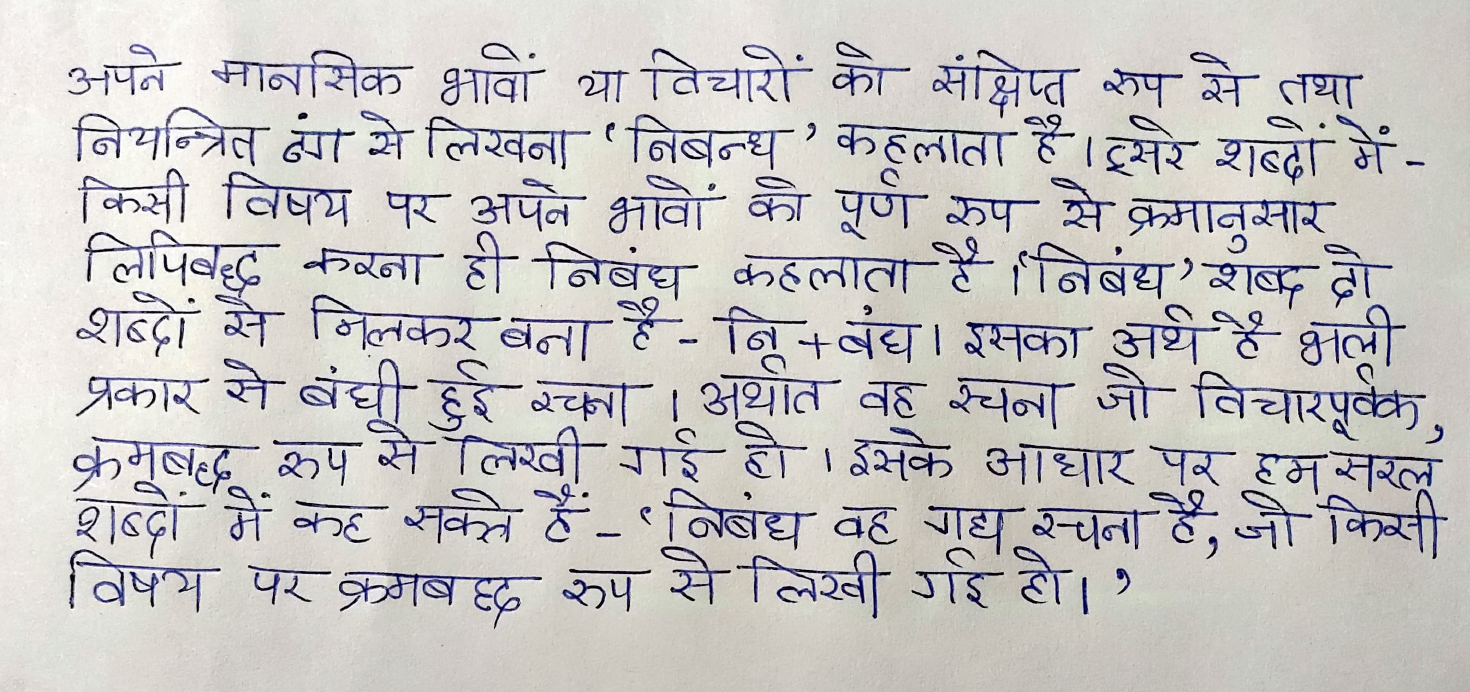 अपने मानसिक भावों या विचारों को संक्षिप्त रूप से तथा
नियन्त्रित ढंग से लिखना ‘निबन्ध’ कहलाता है। दूसरे शब्दों में -
किसी विषय पर अपने भावों को पूर्ण रूप से क्रमानुसार
लिपिबद्ध करना ही निबंध कहलाता है। ‘निबंध’ शब्द दो
शब्दों से मिलकर बना है - नि + बंध। इसका अर्थ है भली
प्रकार से बंधी हुई रचना। अर्थात वह रचना जो विचारपूर्वक,
क्रमबद्ध रूप से लिखी गई हो। इसके आधार पर हम सरल
शब्दों में कह सकते हैं - ‘निबंध वह गद्य रचना है, जो किसी
विषय पर क्रमबद्ध रूप से लिखी गई हो।’